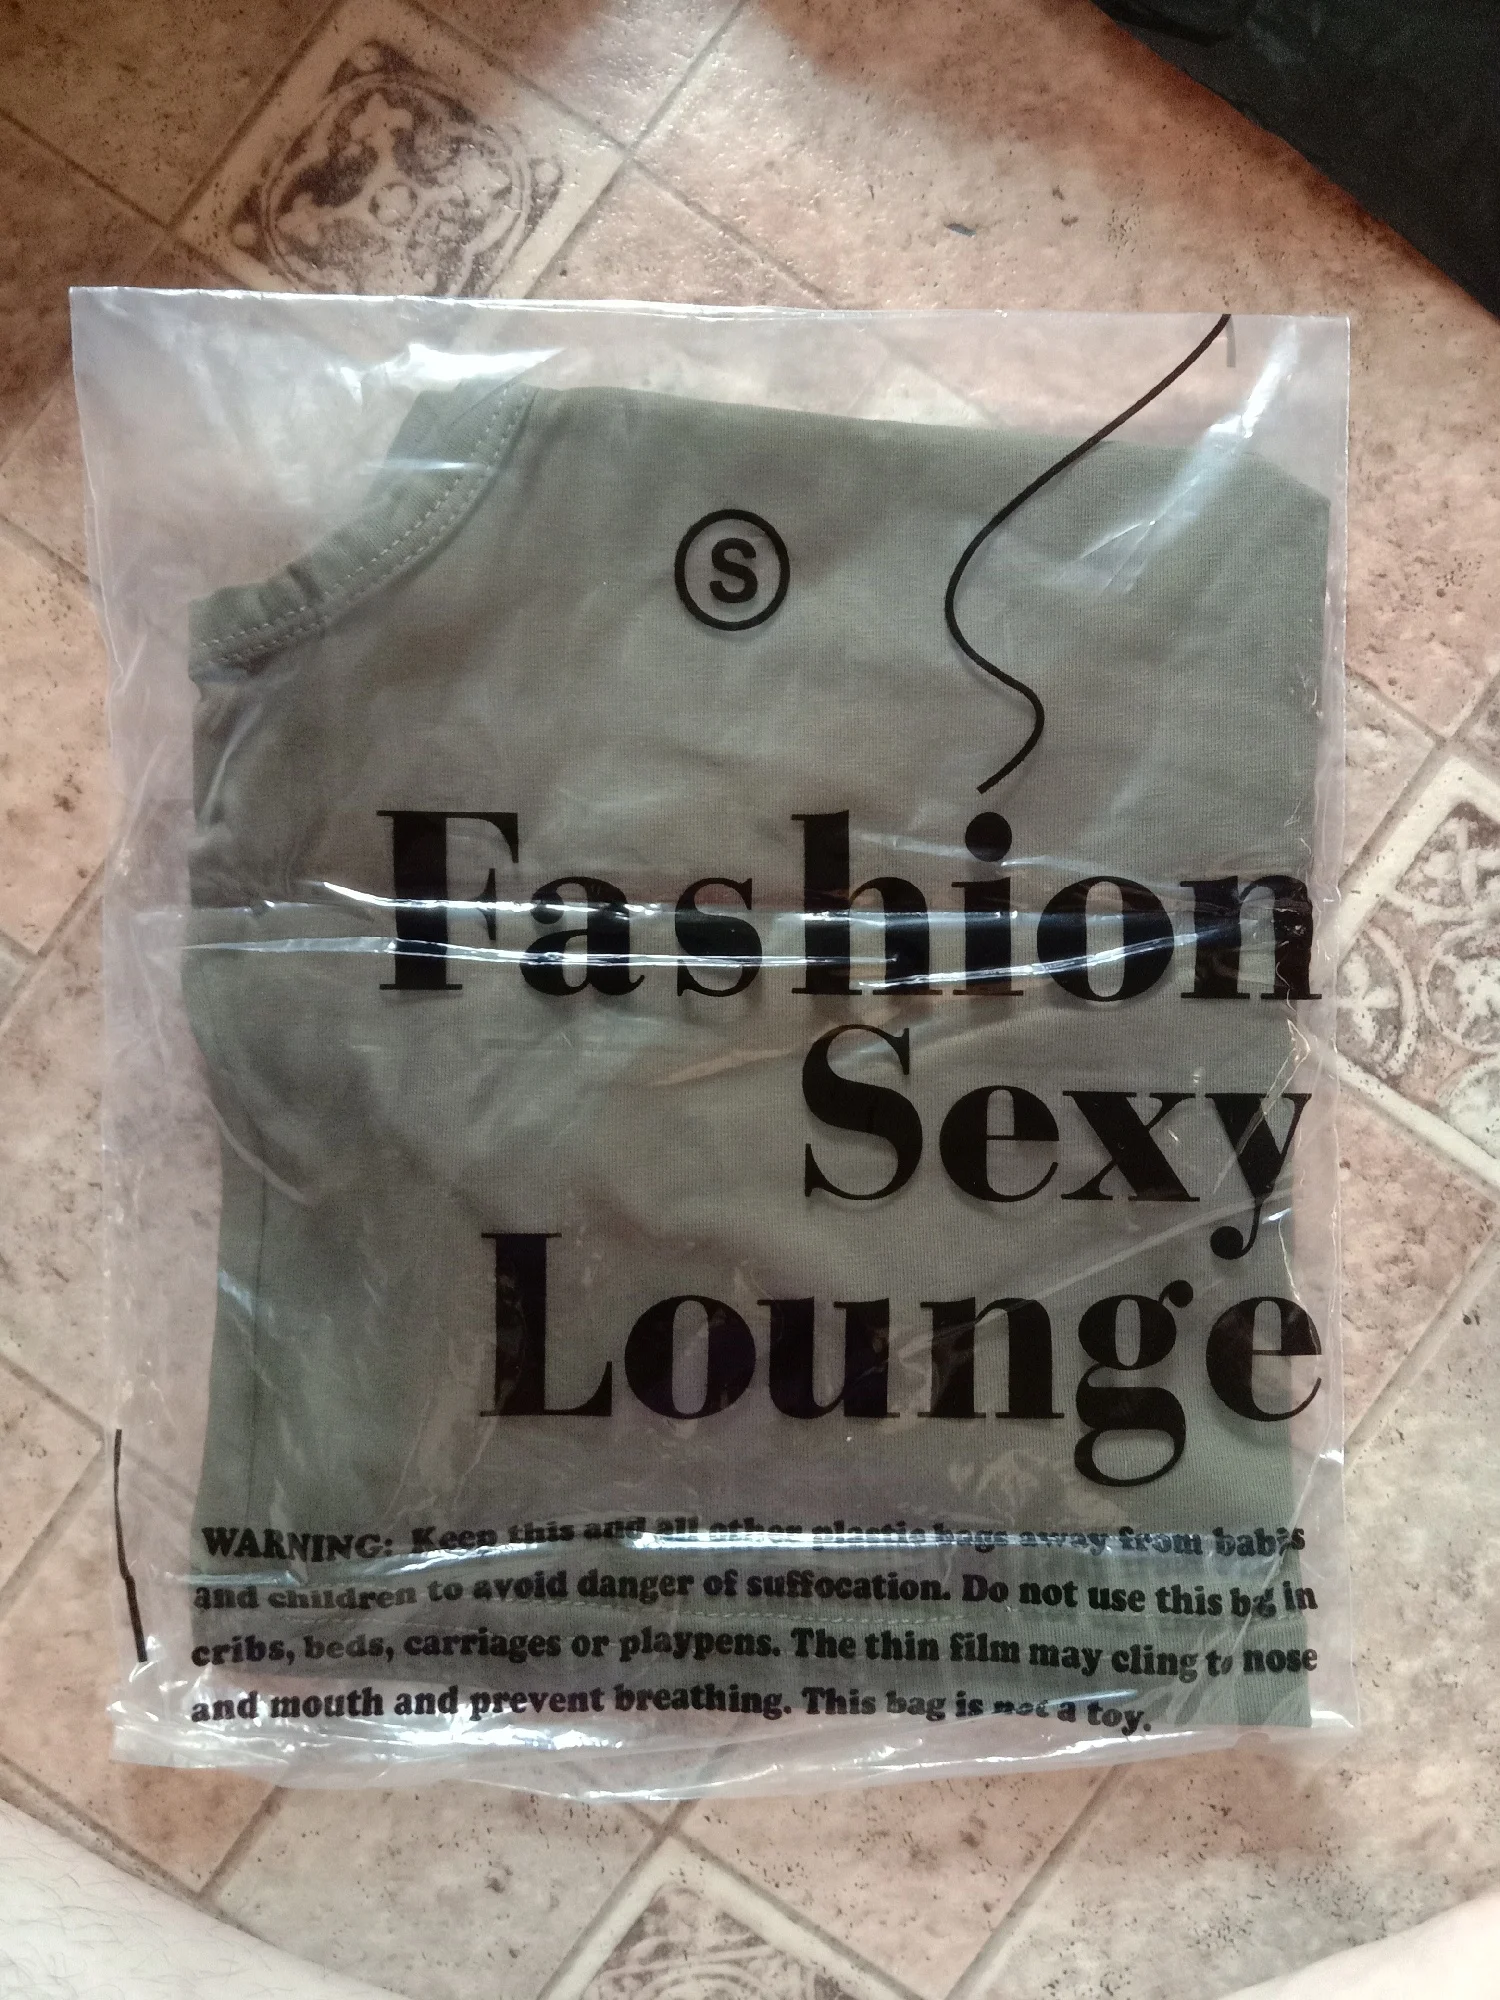 S
Fashion
Sexy
Lounge
WARNING: Keep this and all other plastic bags away from babis
and children to avoid danger of suffocation. Do not use this bg in
cribs, beds, carriages or playpens. The thin film may cling to nose
and mouth and prevent breathing. This bag is not a toy.